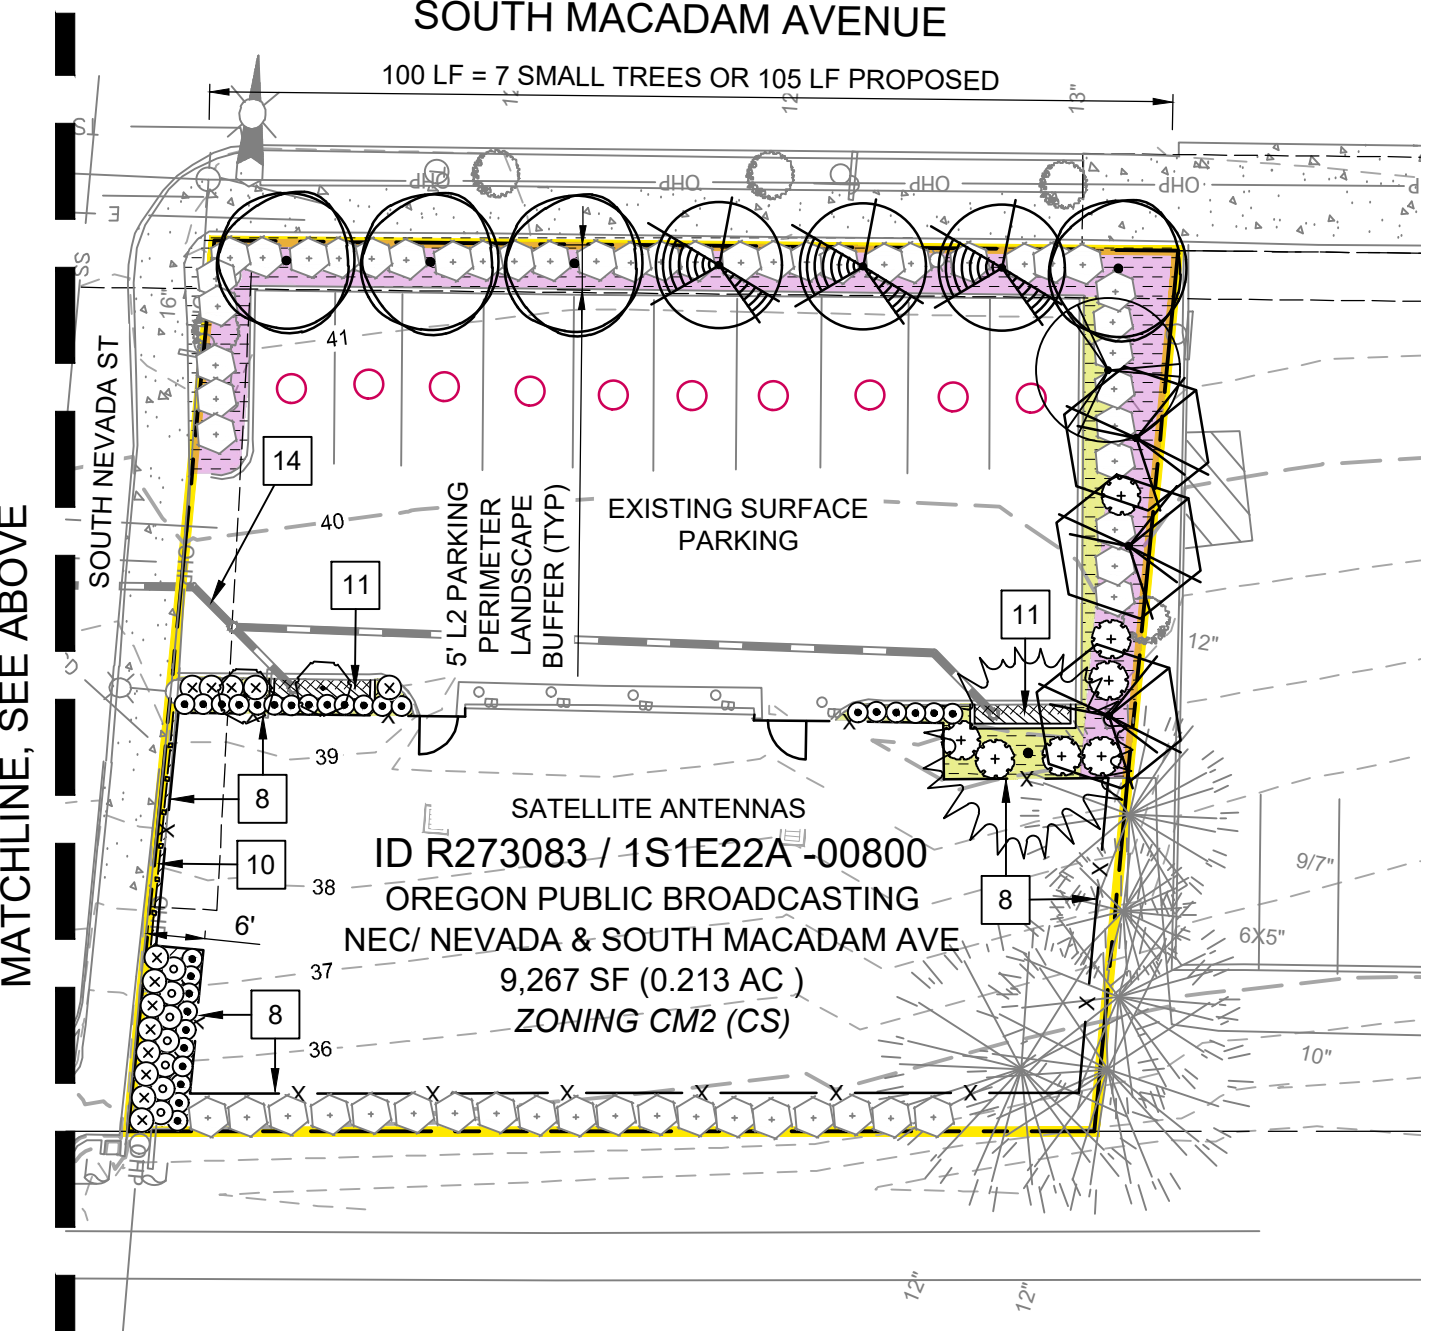 SOUTH MACADAM AVENUE
100 LF = 7 SMALL TREES OR 105 LF PROPOSED
12
12
13"
OHP
OHP
OHP
OHP
TS
E
SS
16"
41
SOUTH NEVADA ST
14
40
EXISTING SURFACE
PARKING
5' L2 PARKING
PERIMETER
LANDSCAPE
BUFFER (TYP)
11
11
12"
MATCHLINE, SEE ABOVE
39
8
SATELLITE ANTENNAS
ID R273083 / 1S1E22A -00800
10
38
OREGON PUBLIC BROADCASTING
8
9/7"
6'
NEC/ NEVADA & SOUTH MACADAM AVE
6X5"
37
9,267 SF (0.213 AC )
8
ZONING CM2 (CS)
36
10"
12"
12"